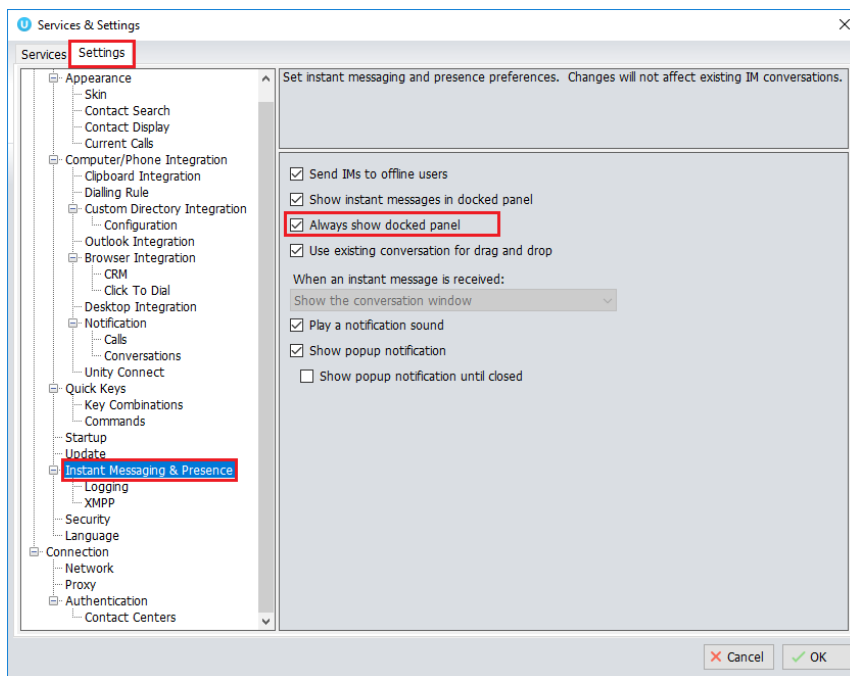 Services & Settings
Services
Settings
Appearance
Skin
Contact Search
Contact Display
Current Calls
Computer/Phone Integration
Clipboard Integration
Dialling Rule
Custom Directory Integration
Configuration
Outlook Integration
Browser Integration
CRM
Click To Dial
Desktop Integration
Notification
Calls
Conversations
Unity Connect
Quick Keys
Key Combinations
Commands
Startup
Update
Instant Messaging & Presence
Logging
XMPP
Security
Language
Connection
Network
Proxy
Authentication
Contact Centers
Set instant messaging and presence preferences. Changes will not affect existing IM conversations.
Send IMs to offline users
Show instant messages in docked panel
Always show docked panel
Use existing conversation for drag and drop
When an instant message is received:
Show the conversation window
Play a notification sound
Show popup notification
Show popup notification until closed
Cancel
OK